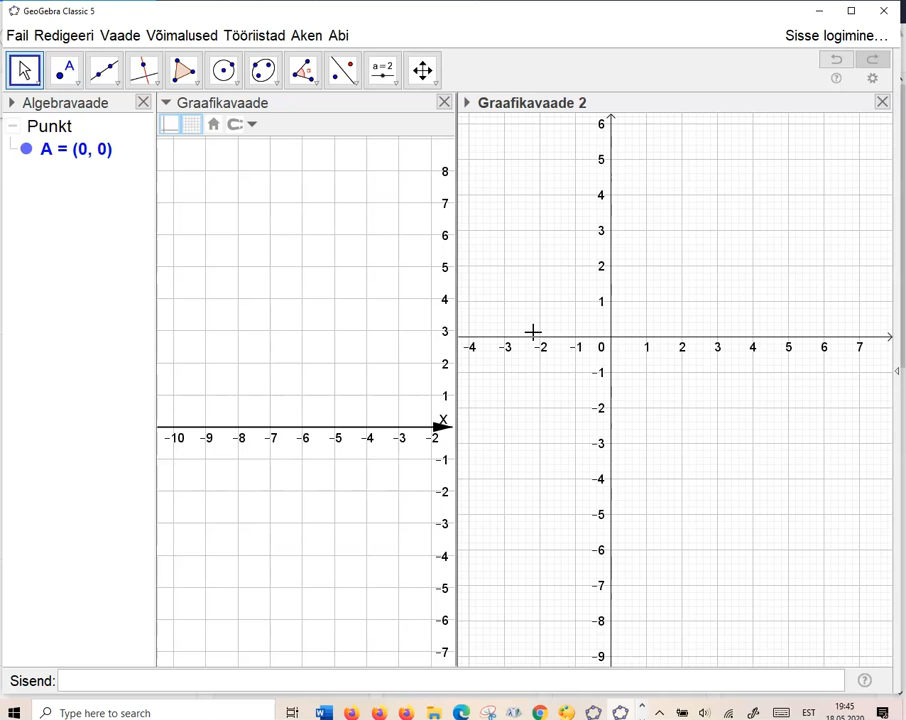 GeoGebra Classic 5
Fail Redigeeri Vaade Võimalused Tööriistad Aken Abi
Sisse logimine...
A
α
a=2
Algebravaade
Graafikavaade
Graafikavaade 2
Punkt
A = (0, 0)
8
7
6
5
4
3
2
1
x
−10 −9 −8 −7 −6 −5 −4 −3 −2
−1
−2
−3
−4
−5
−6
−7
6
5
4
3
2
1
−4 −3 −2 −1 0 1 2 3 4 5 6 7
−1
−2
−3
−4
−5
−6
−7
−8
−9
Sisend:
Type here to search
EST
19:45
18.05.2020